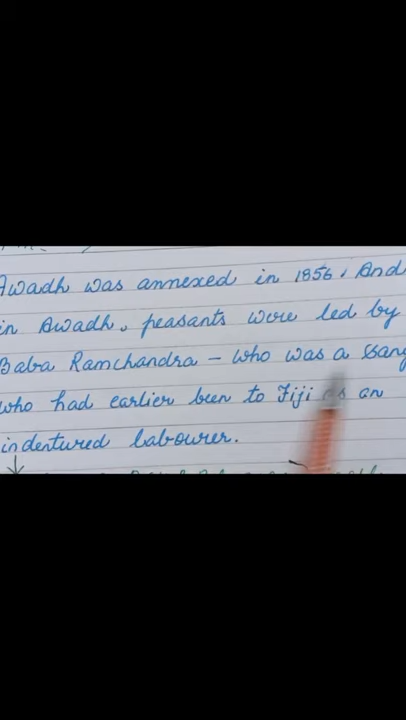 Awadh was annexed in 1856, And
in Awadh, peasants were led by
Baba Ramchandra – who was a
who had earlier been to Fiji as an
indentured labourer.